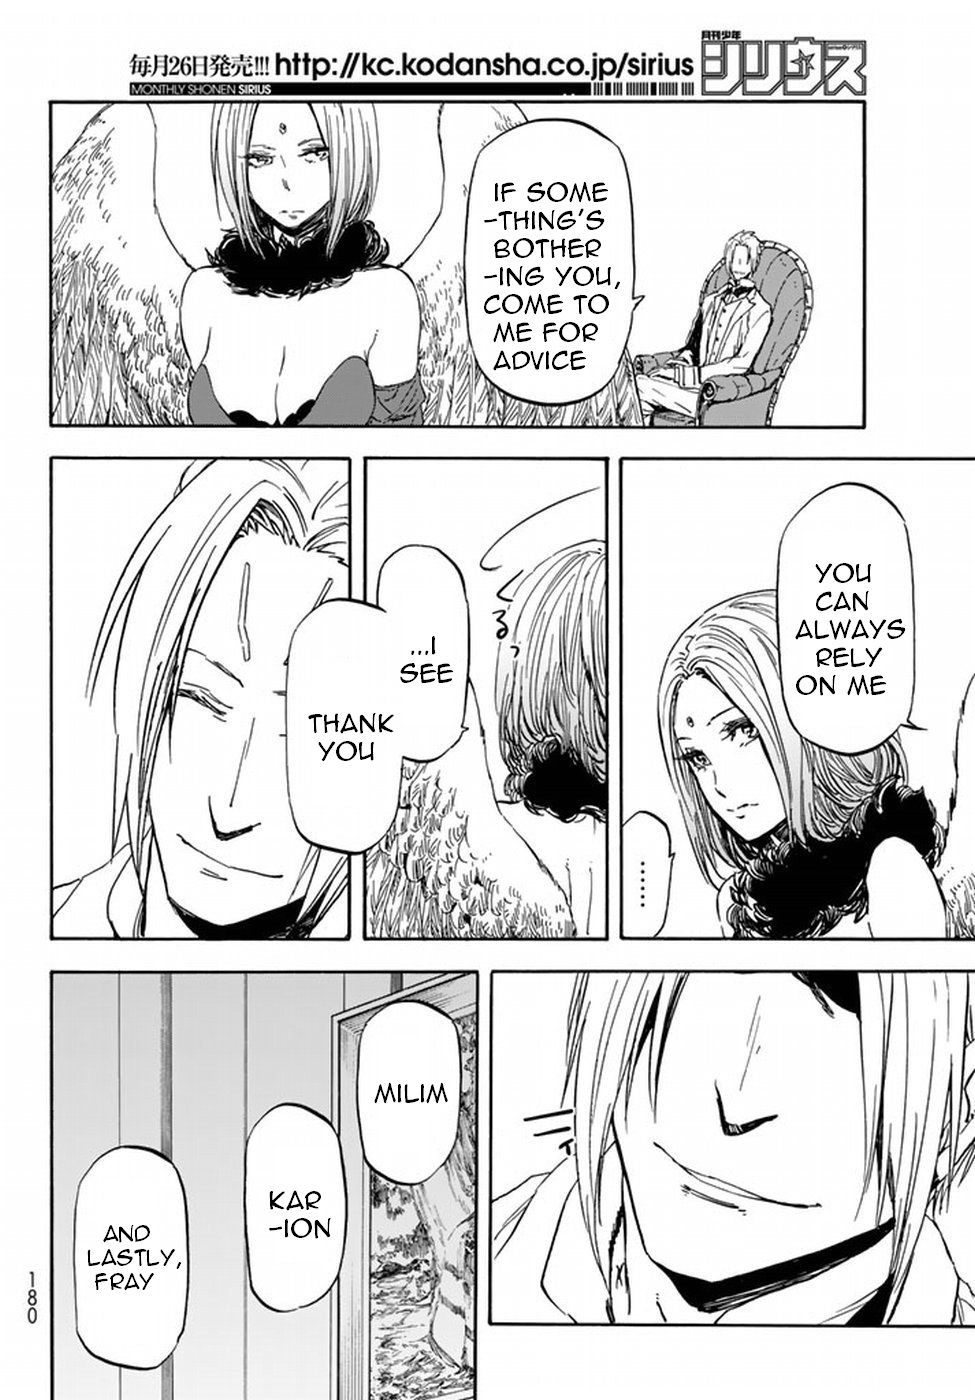 毎月26日発売!!! http://kc.kodansha.co.jp/sirius
月刊少年
シリウス
MONTHLY SHONEN SIRIUS
IF SOME
-THING'S
BOTHER
-ING YOU,
COME TO
ME FOR
ADVICE
YOU
CAN
ALWAYS
RELY
ON ME
........
...I
SEE
THANK
YOU
MILIM
KAR
-ION
AND
LASTLY,
FRAY
180